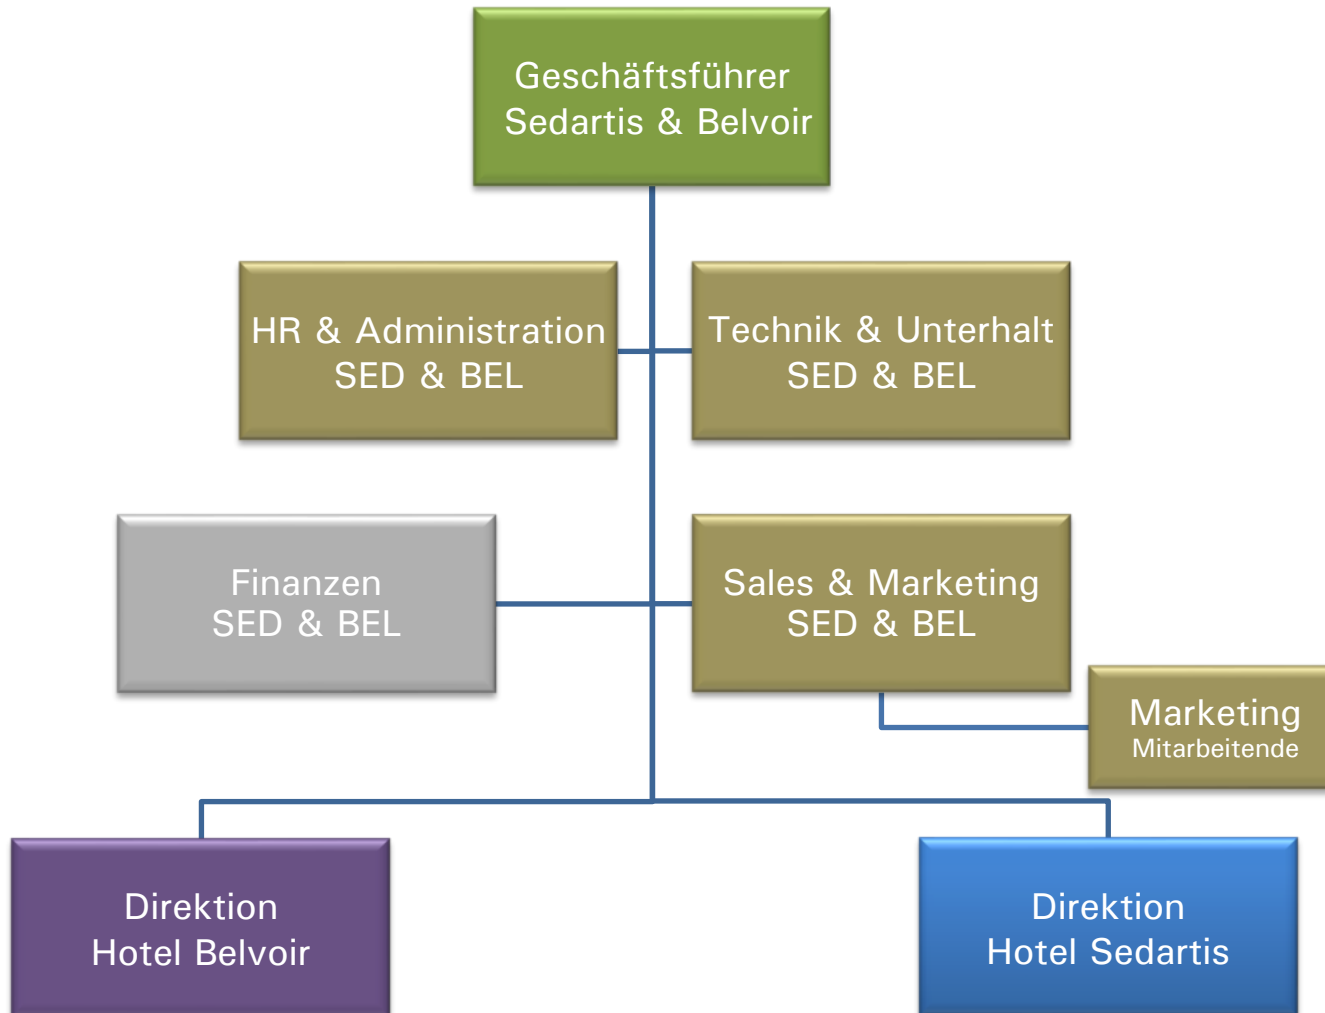 Geschäftsführer
Sedartis & Belvoir
HR & Administration
SED & BEL
Technik & Unterhalt
SED & BEL
Finanzen
SED & BEL
Sales & Marketing
SED & BEL
Marketing
Mitarbeitende
Direktion
Hotel Belvoir
Direktion
Hotel Sedartis